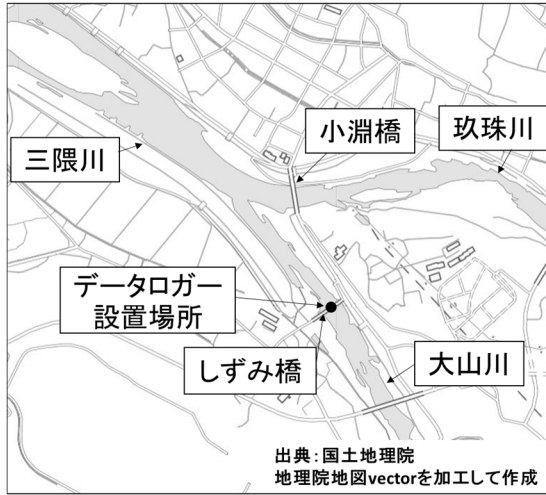 小淵橋
玖珠川
三隈川
データロガー
設置場所
しずみ橋
大山川
出典：国土地理院
地理院地図vectorを加工して作成